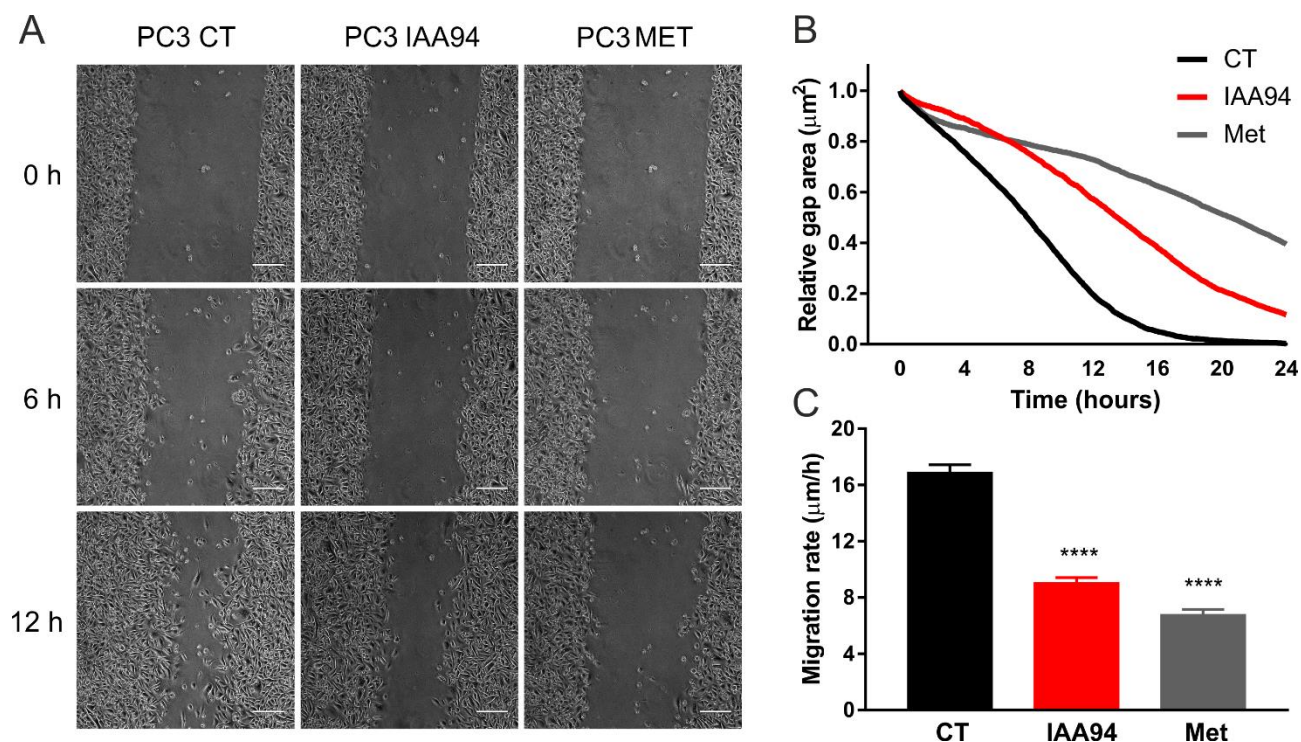 A
PC3 CT
PC3 IAA94
PC3 MET
0 h
6 h
12 h
B
CT
IAA94
Met
Relative gap area (μm²)
1.0
0.8
0.6
0.4
0.2
0.0
0 4 8 12 16 20 24
Time (hours)
C
Migration rate (μm/h)
20
16
12
8
4
0
****
****
CT IAA94 Met